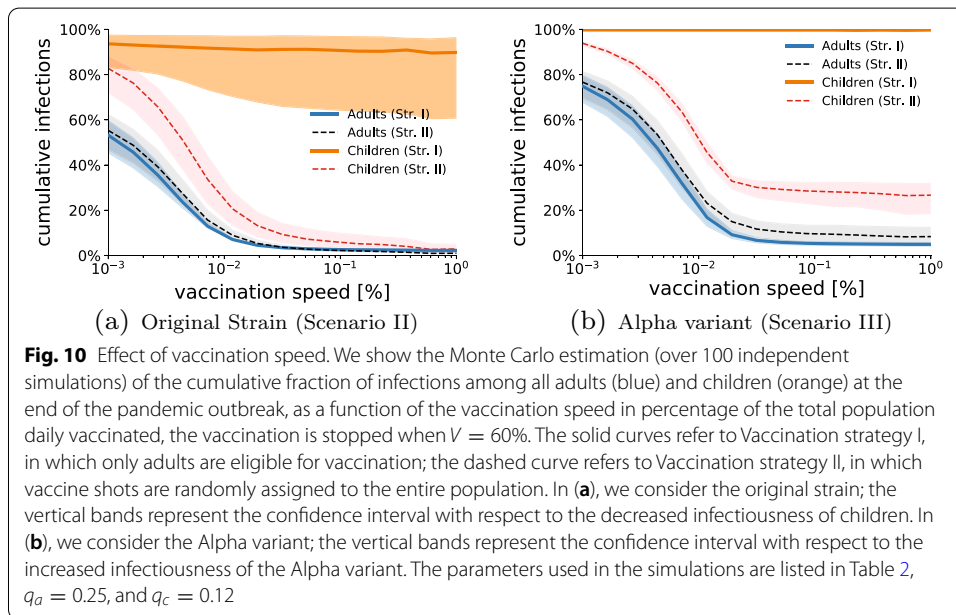 100%
80%
60%
40%
20%
0%
cumulative infections
Adults (Str. I)
Adults (Str. II)
Children (Str. I)
Children (Str. II)
10⁻³
10⁻²
10⁻¹
10⁰
vaccination speed [%]
(a) Original Strain (Scenario II)
100%
80%
60%
40%
20%
0%
cumulative infections
Adults (Str. I)
Adults (Str. II)
Children (Str. I)
Children (Str. II)
10⁻³
10⁻²
10⁻¹
10⁰
vaccination speed [%]
(b) Alpha variant (Scenario III)
Fig. 10 Effect of vaccination speed. We show the Monte Carlo estimation (over 100 independent
simulations) of the cumulative fraction of infections among all adults (blue) and children (orange) at the
end of the pandemic outbreak, as a function of the vaccination speed in percentage of the total population
daily vaccinated, the vaccination is stopped when V = 60%. The solid curves refer to Vaccination strategy I,
in which only adults are eligible for vaccination; the dashed curve refers to Vaccination strategy II, in which
vaccine shots are randomly assigned to the entire population. In (a), we consider the original strain; the
vertical bands represent the confidence interval with respect to the decreased infectiousness of children. In
(b), we consider the Alpha variant; the vertical bands represent the confidence interval with respect to the
increased infectiousness of the Alpha variant. The parameters used in the simulations are listed in Table 2,
qₐ = 0.25, and q_c = 0.12